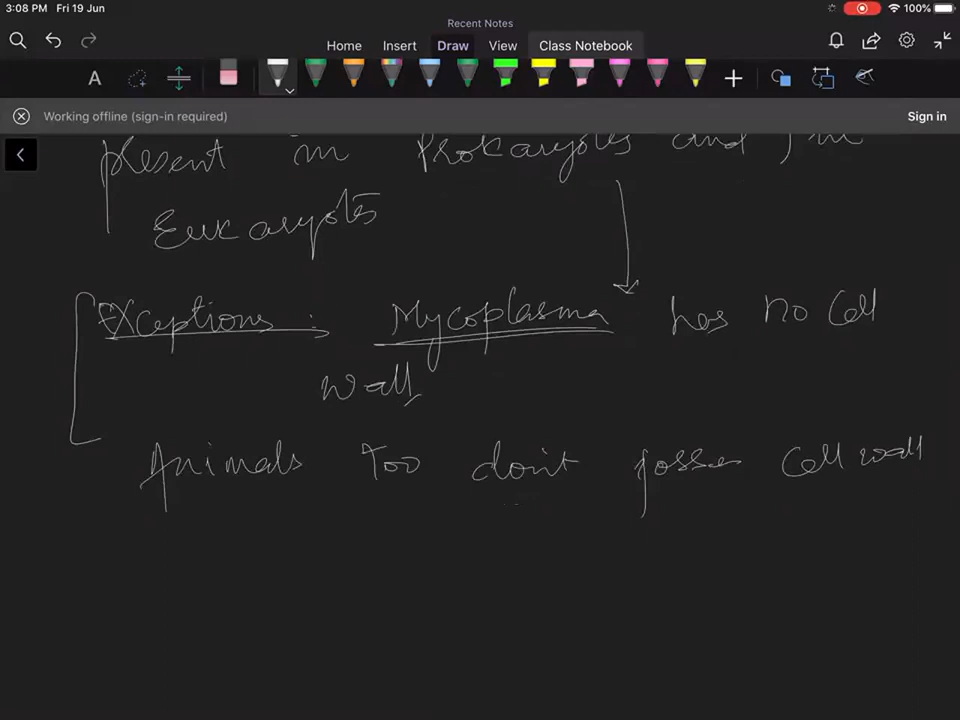 3:08 PM Fri 19 Jun 100%
Recent Notes
Home Insert Draw View Class Notebook
A
Working offline (sign-in required) Sign in
present in Prokaryotes and in
Eukaryotes
Exceptions : Mycoplasma has no cell
wall
Animals too don't posses cell wall